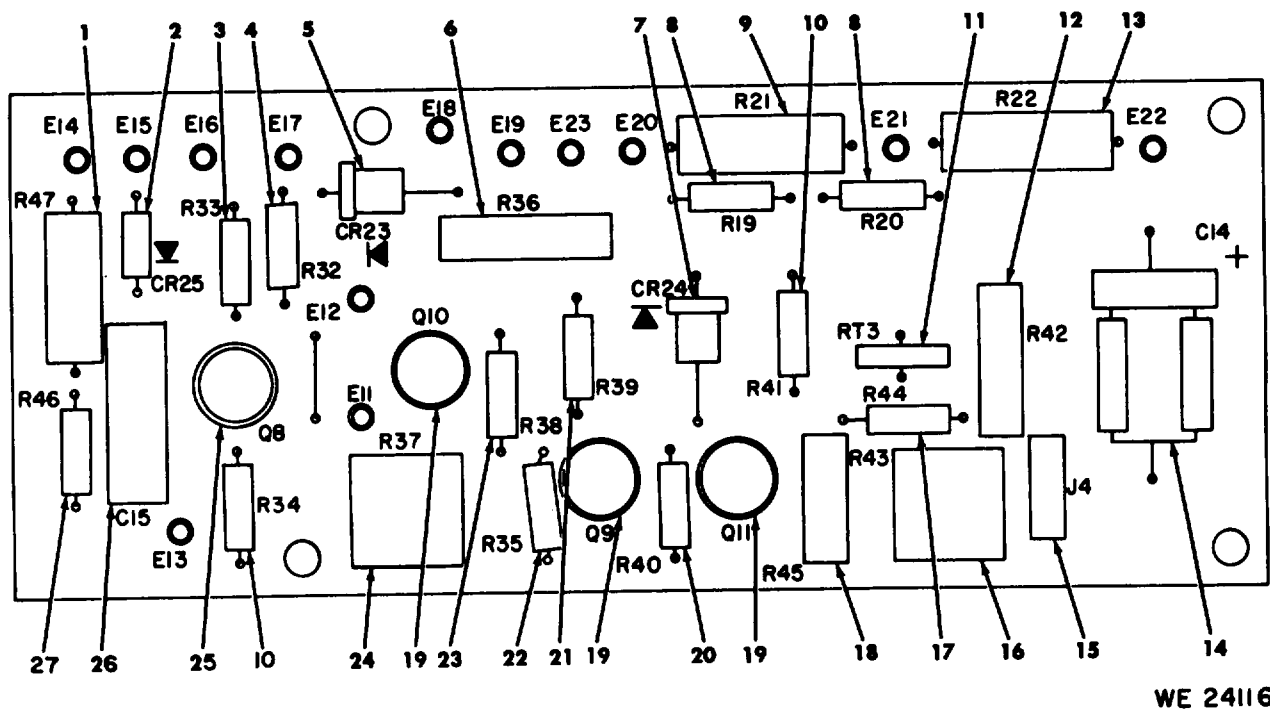 1 2 3 4 5 6 7 8 9 10 8 11 12 13
E18
R21 R22
E14 E15 E16 E17 E19 E23 E20 E21 E22
R47 R33 R36
R19 R20
CR23 C14 +
CR25 R32 CR24
E12 Q10 RT3 R42
R46 E11 R39 R41 R44
Q8 R38
R37 R43
R34 J4
C15 Q9 Q11
E13 R35 R40 R45
27 26 25 10 24 19 23 22 21 19 20 19 18 17 16 15 14
WE 24116